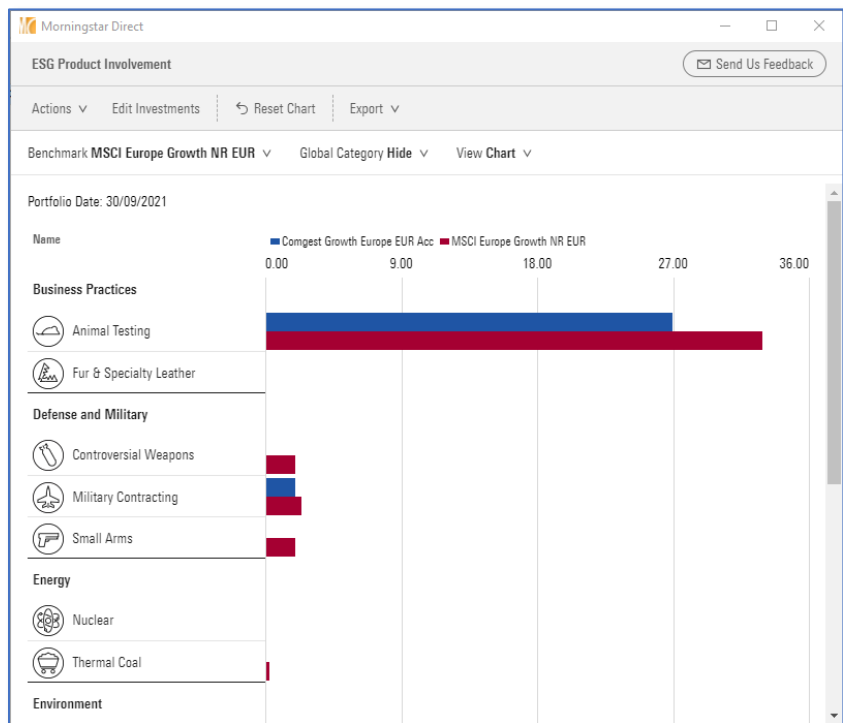 Morningstar Direct
ESG Product Involvement
Send Us Feedback
Actions Edit Investments Reset Chart Export
Benchmark MSCI Europe Growth NR EUR Global Category Hide View Chart
Portfolio Date: 30/09/2021
Name
Comgest Growth Europe EUR Acc MSCI Europe Growth NR EUR
0.00 9.00 18.00 27.00 36.00
Business Practices
Animal Testing
Fur & Specialty Leather
Defense and Military
Controversial Weapons
Military Contracting
Small Arms
Energy
Nuclear
Thermal Coal
Environment